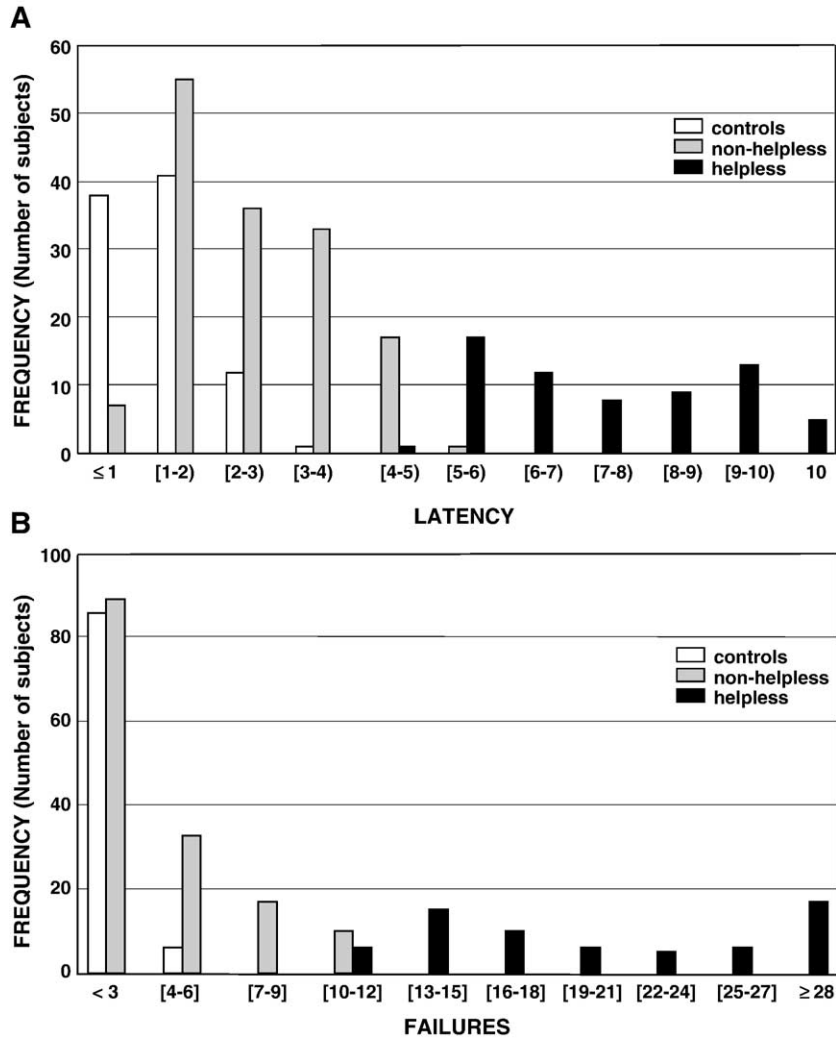 A
FREQUENCY (Number of subjects)
60
50
40
30
20
10
0
controls
non-helpless
helpless
≤ 1 [1-2) [2-3) [3-4) [4-5) [5-6) [6-7) [7-8) [8-9) [9-10) 10
LATENCY
B
FREQUENCY (Number of subjects)
100
80
60
40
20
0
controls
non-helpless
helpless
< 3 [4-6] [7-9] [10-12] [13-15] [16-18] [19-21] [22-24] [25-27] ≥ 28
FAILURES